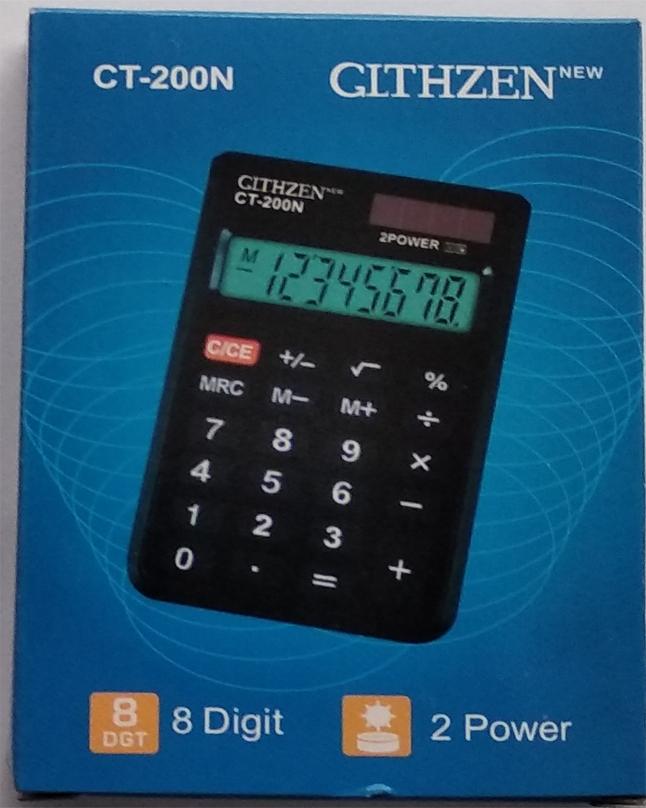 CT-200N GITHZEN NEW
GITHZEN NEW
CT-200N
2POWER
M
-12345678.
C/CE +/- √ %
MRC M- M+ ÷
7 8 9 ×
4 5 6 -
1 2 3 +
0 . =
8 DGT 8 Digit 2 Power